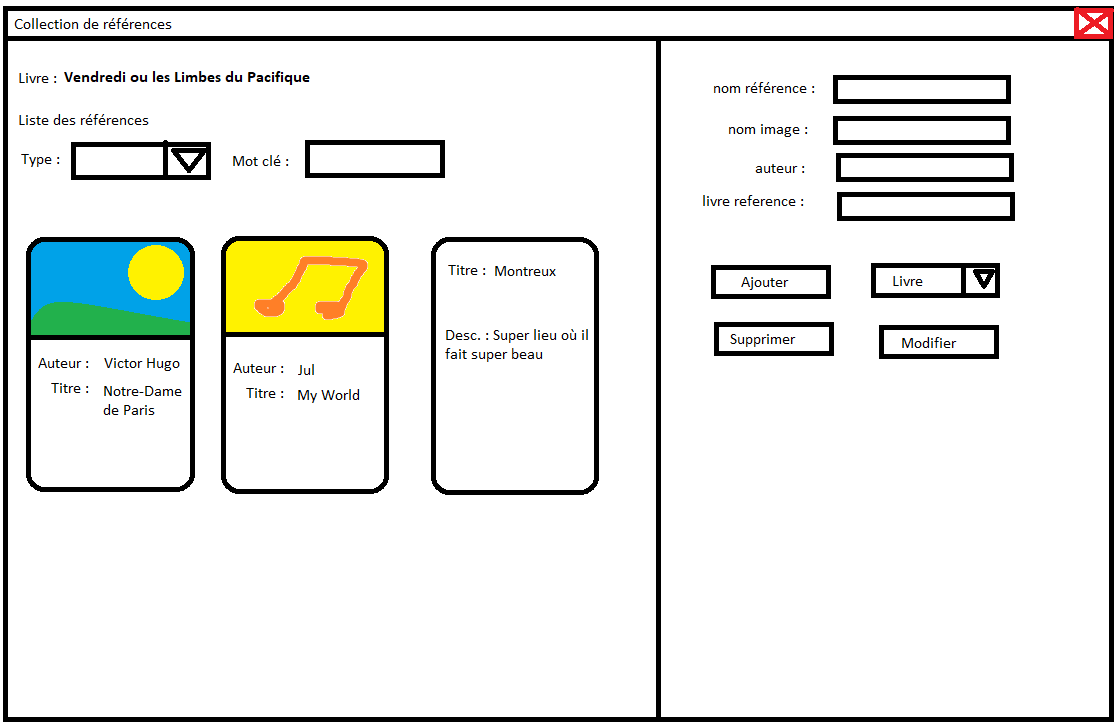 Collection de références
Livre : Vendredi ou les Limbes du Pacifique
Liste des références
Type :
Mot clé :
Auteur : Victor Hugo
Titre : Notre-Dame
de Paris
Auteur : Jul
Titre : My World
Titre : Montreux
Desc. : Super lieu où il
fait super beau
nom référence :
nom image :
auteur :
livre reference :
Ajouter
Livre
Supprimer
Modifier